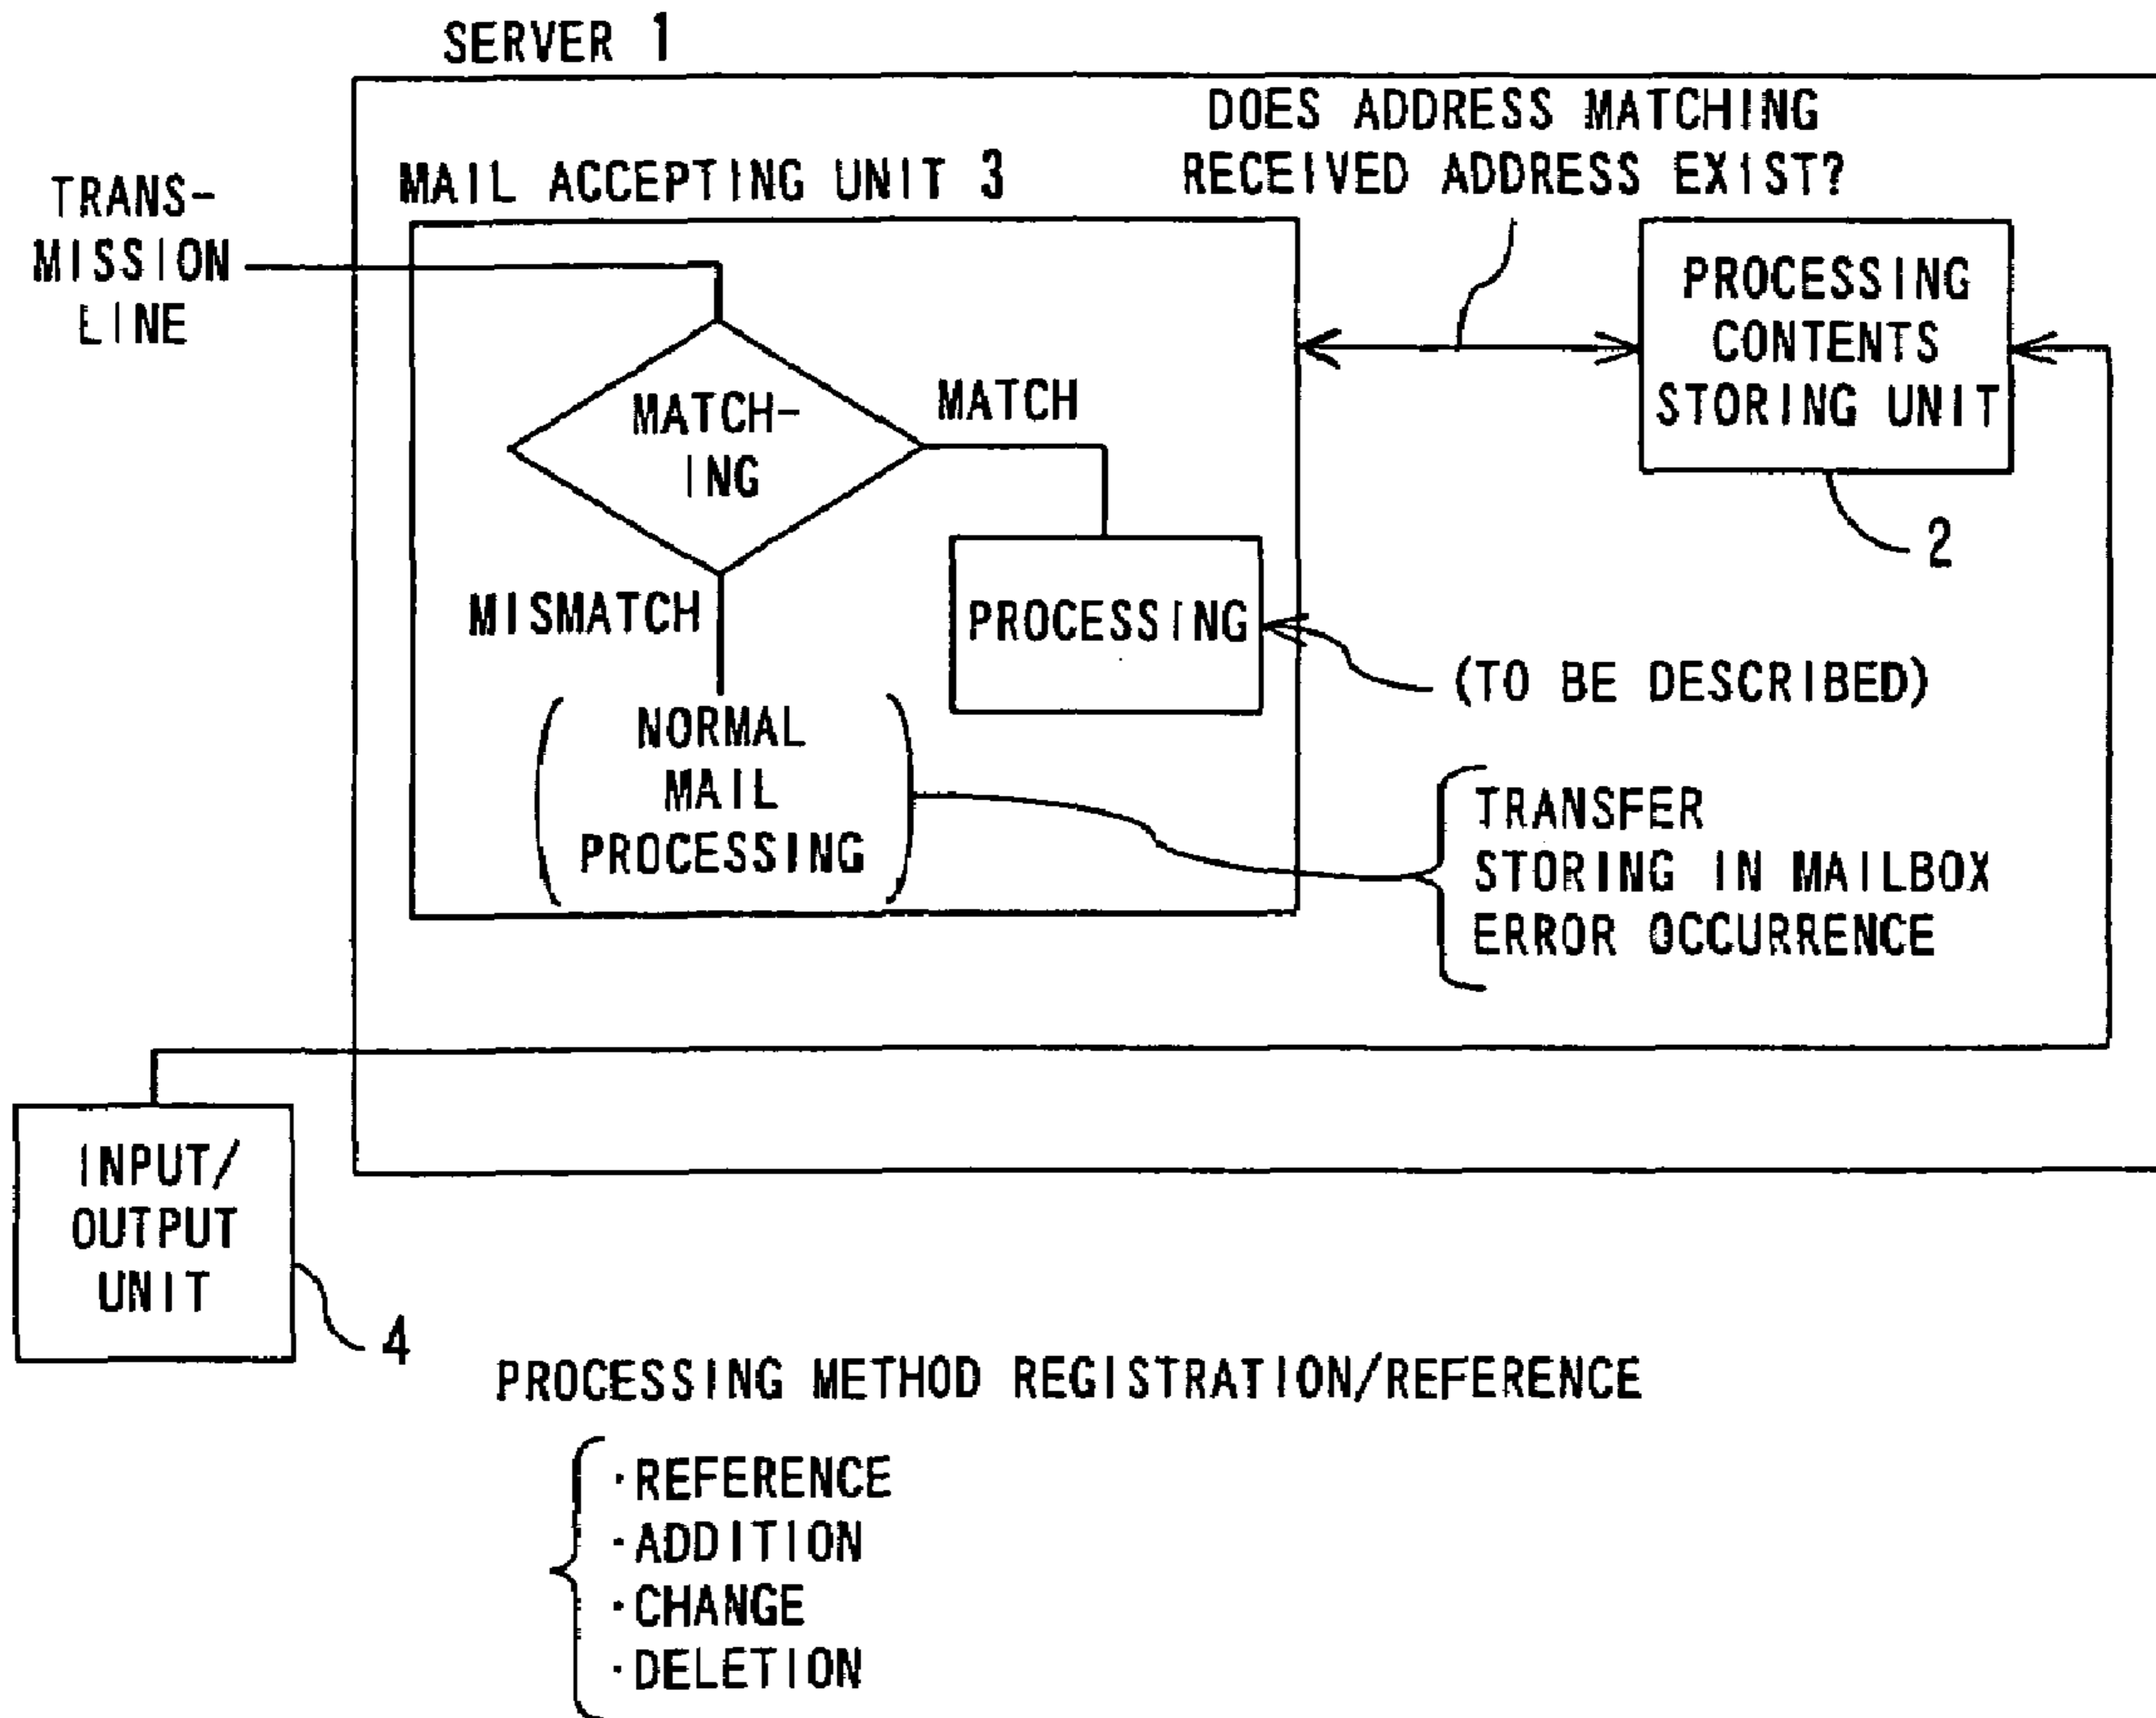 SERVER 1
DOES ADDRESS MATCHING
RECEIVED ADDRESS EXIST?
MAIL ACCEPTING UNIT 3
TRANS-
MISSION
LINE
PROCESSING
CONTENTS
STORING UNIT
2
MATCH-
ING
MATCH
MISMATCH
PROCESSING
(TO BE DESCRIBED)
NORMAL
MAIL
PROCESSING
TRANSFER
STORING IN MAILBOX
ERROR OCCURRENCE
INPUT/
OUTPUT
UNIT
4
PROCESSING METHOD REGISTRATION/REFERENCE
·REFERENCE
·ADDITION
·CHANGE
·DELETION